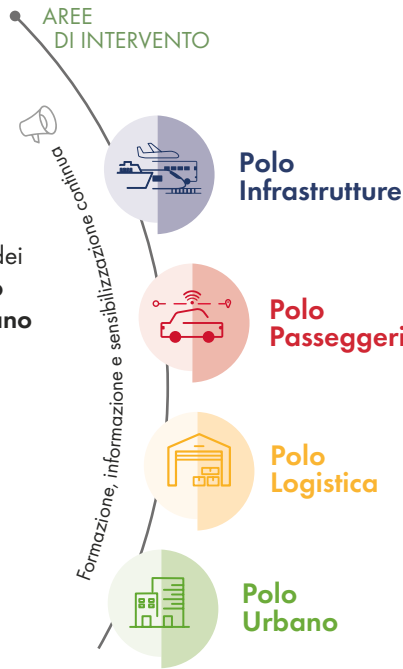 AREE
DI INTERVENTO
Formazione, informazione e sensibilizzazione continua
Polo
Infrastrutture
dei
o
ano
Polo
Passeggeri
Polo
Logistica
Polo
Urbano